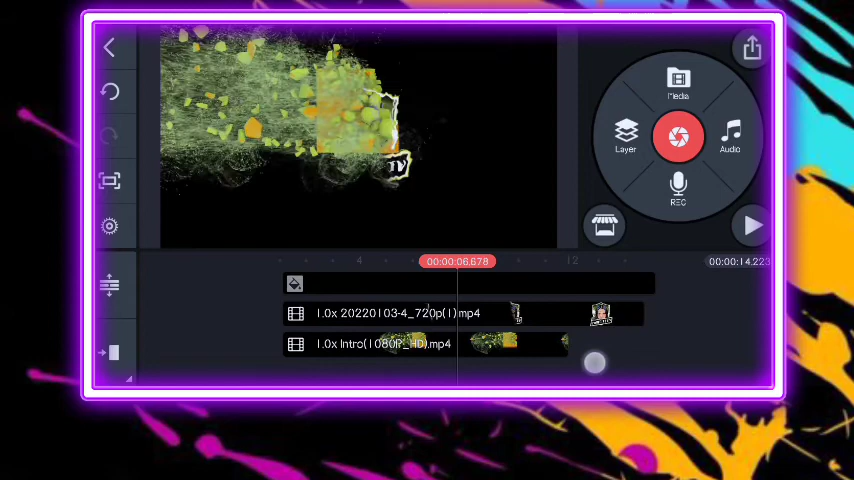 Media
Layer
Audio
REC
4
00:00:06.678
12
00:00:14.223
1.0x 20220103-4_720p(1)mp4
1.0x Intro(1080P_HD).mp4